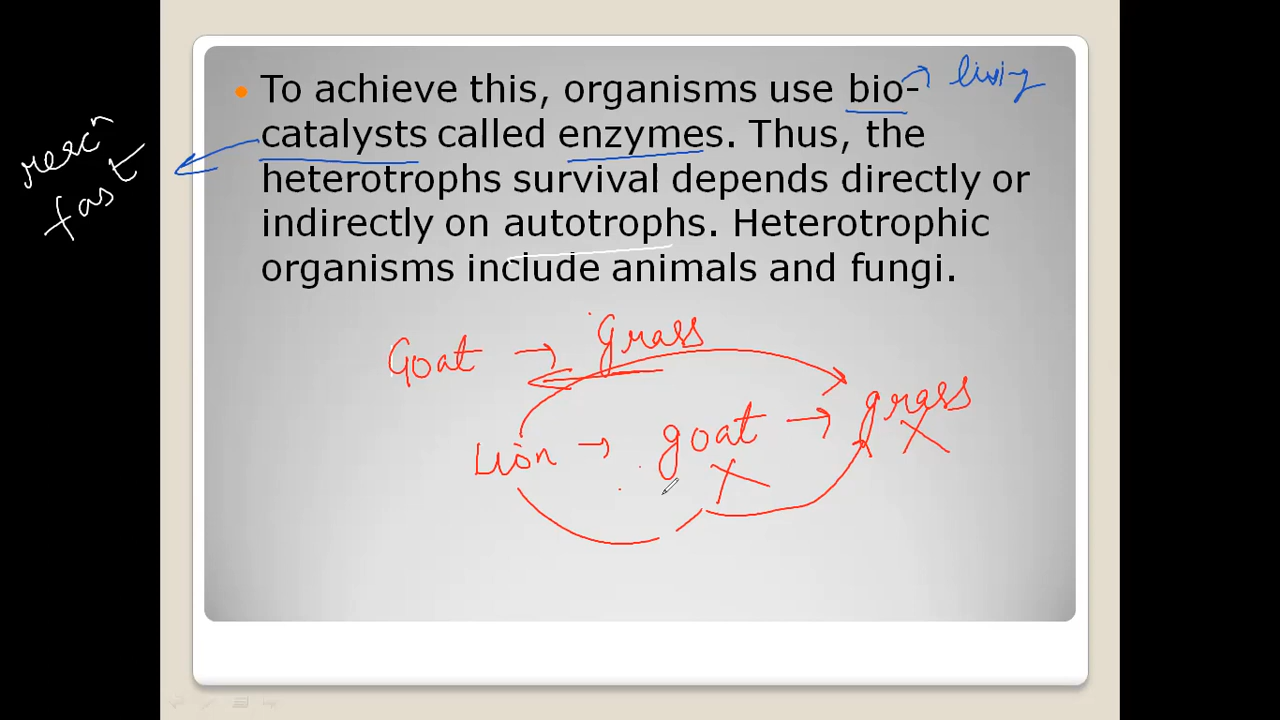 To achieve this, organisms use bio-
living
catalysts called enzymes. Thus, the
heterotrophs survival depends directly or
indirectly on autotrophs. Heterotrophic
organisms include animals and fungi.
reacn
fast
Goat → Grass
Lion → goat → grass